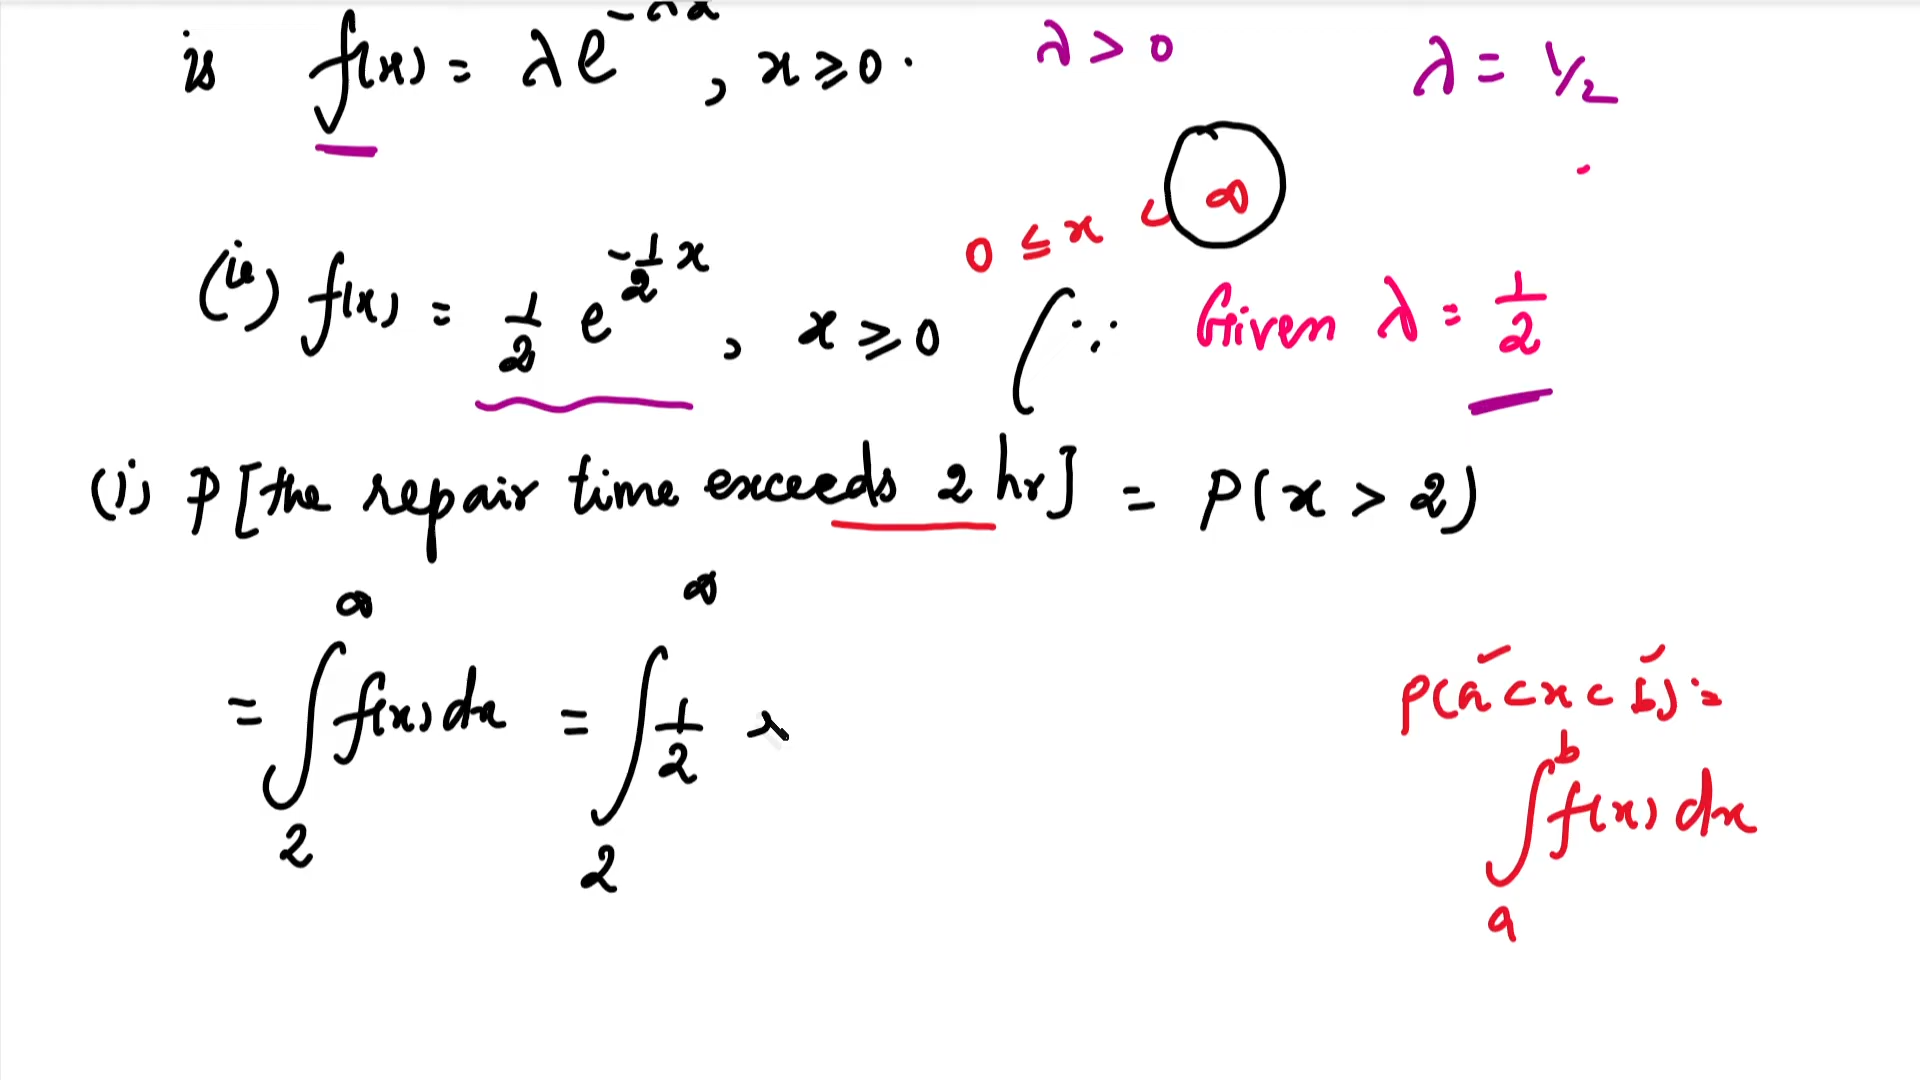 is f(x) = λe^{-λx}, x ≥ 0. λ > 0 λ = 1/2
0 ≤ x < ∞
(ie) f(x) = 1/2 e^{-1/2 x}, x ≥ 0 (∵ Given λ = 1/2
(i) P[the repair time exceeds 2 hr] = P(x > 2)
= ∫_2^∞ f(x) dx = ∫_2^∞ 1/2
P(a < x < b) =
∫_a^b f(x) dx